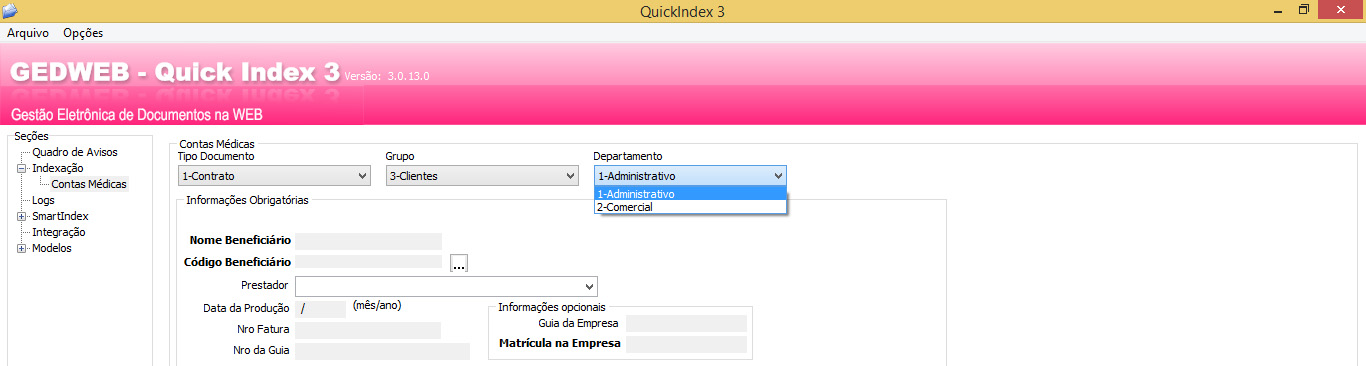 QuickIndex 3
Arquivo Opções
GEDWEB - Quick Index 3 Versão: 3.0.13.0
Gestão Eletrônica de Documentos na WEB
Seções
Quadro de Avisos
Indexação
Contas Médicas
Logs
SmartIndex
Integração
Modelos
Contas Médicas
Tipo Documento Grupo Departamento
1-Contrato 3-Clientes 1-Administrativo
1-Administrativo
2-Comercial
Informações Obrigatórias
Nome Beneficiário
Código Beneficiário ...
Prestador
Data da Produção / (mês/ano)
Nro Fatura
Nro da Guia
Informações opcionais
Guia da Empresa
Matrícula na Empresa